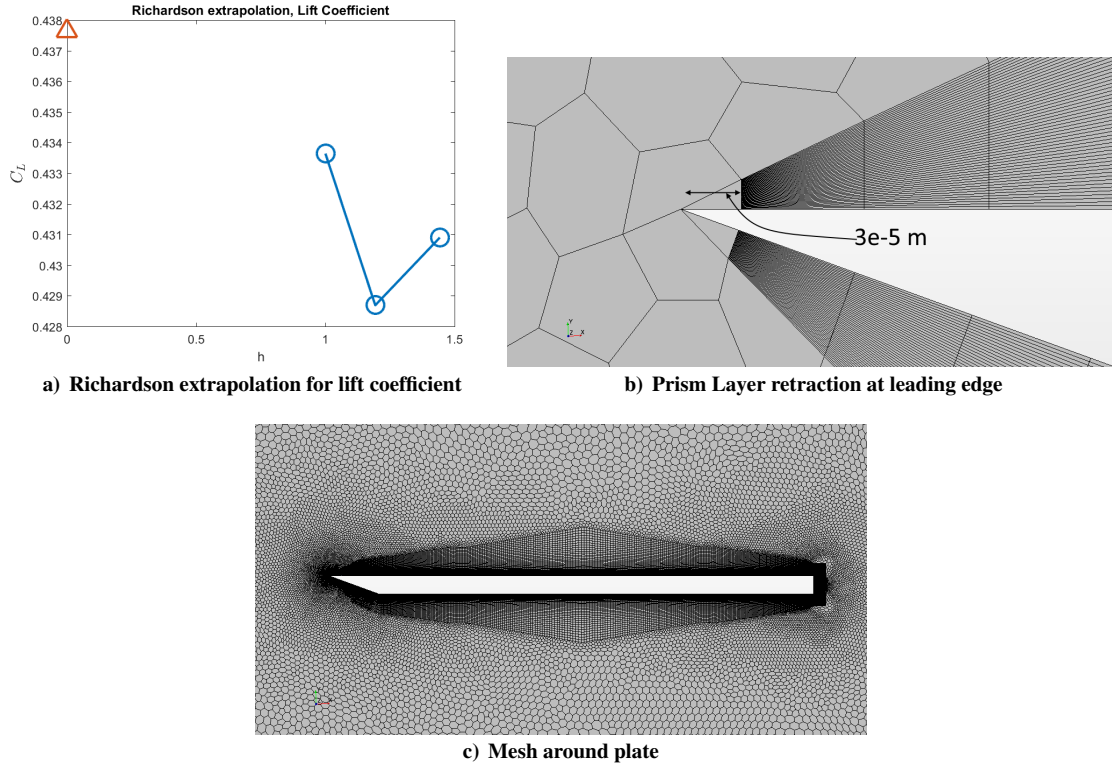 Richardson extrapolation, Lift Coefficient
0.438
0.437
0.436
0.435
0.434
0.433
0.432
0.431
0.43
0.429
0.428
C_L
0
0.5
1
1.5
h
a) Richardson extrapolation for lift coefficient
3e-5 m
Y
Z X
b) Prism Layer retraction at leading edge
c) Mesh around plate